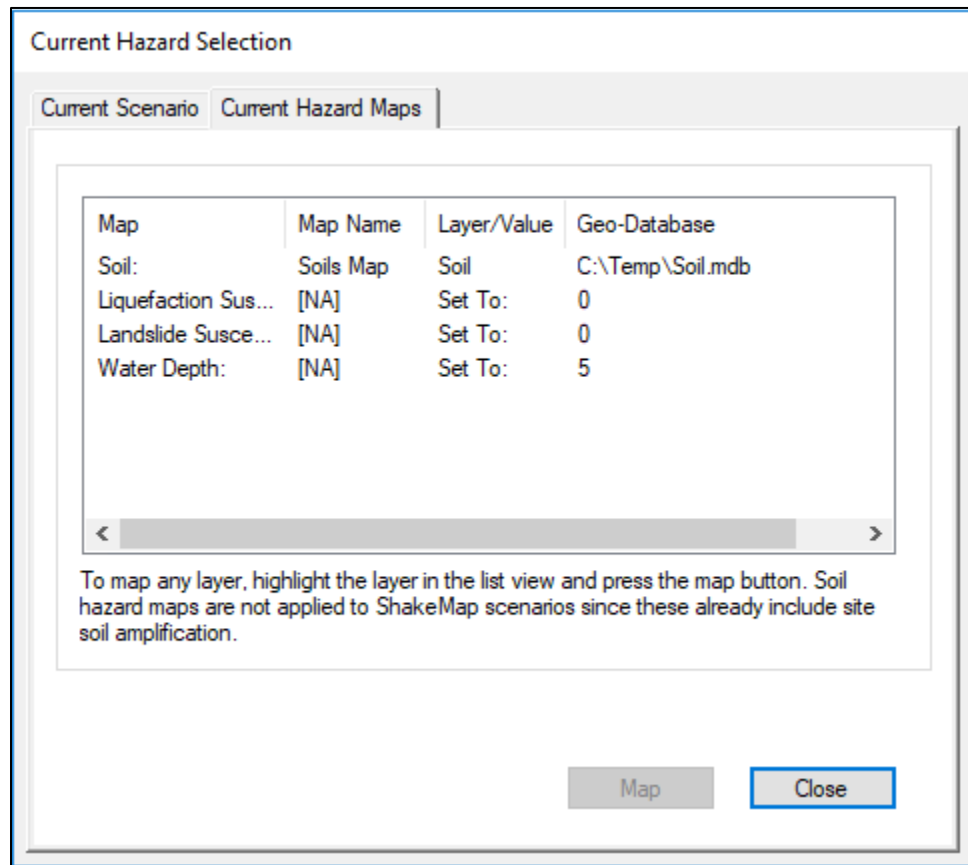 Current Hazard Selection
Current Scenario Current Hazard Maps
Map Map Name Layer/Value Geo-Database
Soil: Soils Map Soil C:\Temp\Soil.mdb
Liquefaction Sus... [NA] Set To: 0
Landslide Susce... [NA] Set To: 0
Water Depth: [NA] Set To: 5
To map any layer, highlight the layer in the list view and press the map button. Soil
hazard maps are not applied to ShakeMap scenarios since these already include site
soil amplification.
Map Close